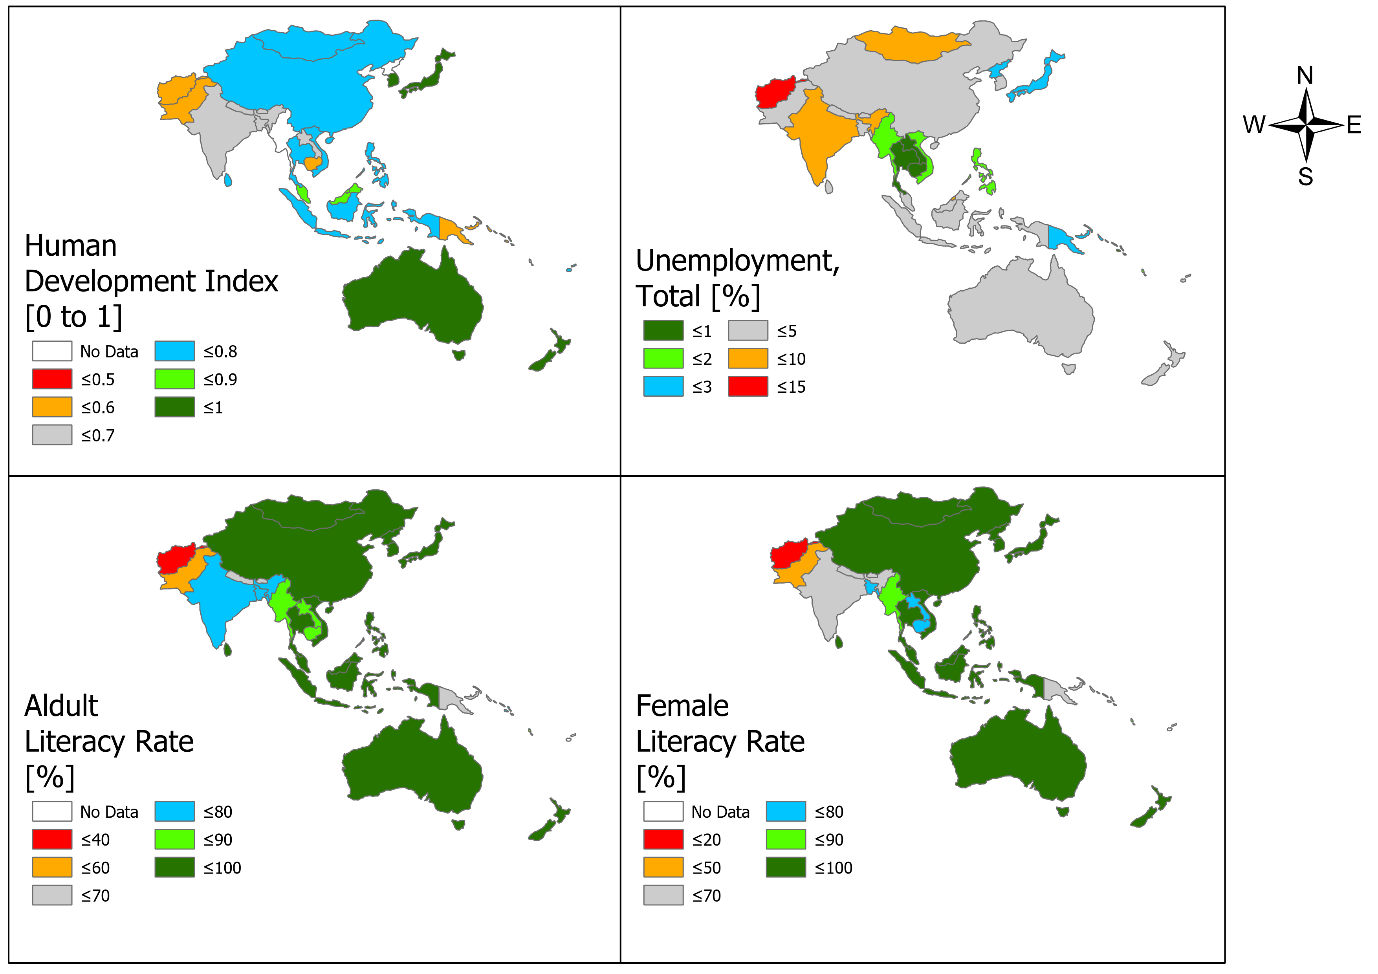 Human
Development Index
[0 to 1]
No Data
≤0.5
≤0.6
≤0.7
≤0.8
≤0.9
≤1
Unemployment,
Total [%]
≤1
≤2
≤3
≤5
≤10
≤15
N
W
E
S
Aldult
Literacy Rate
[%]
No Data
≤40
≤60
≤70
≤80
≤90
≤100
Female
Literacy Rate
[%]
No Data
≤20
≤50
≤70
≤80
≤90
≤100